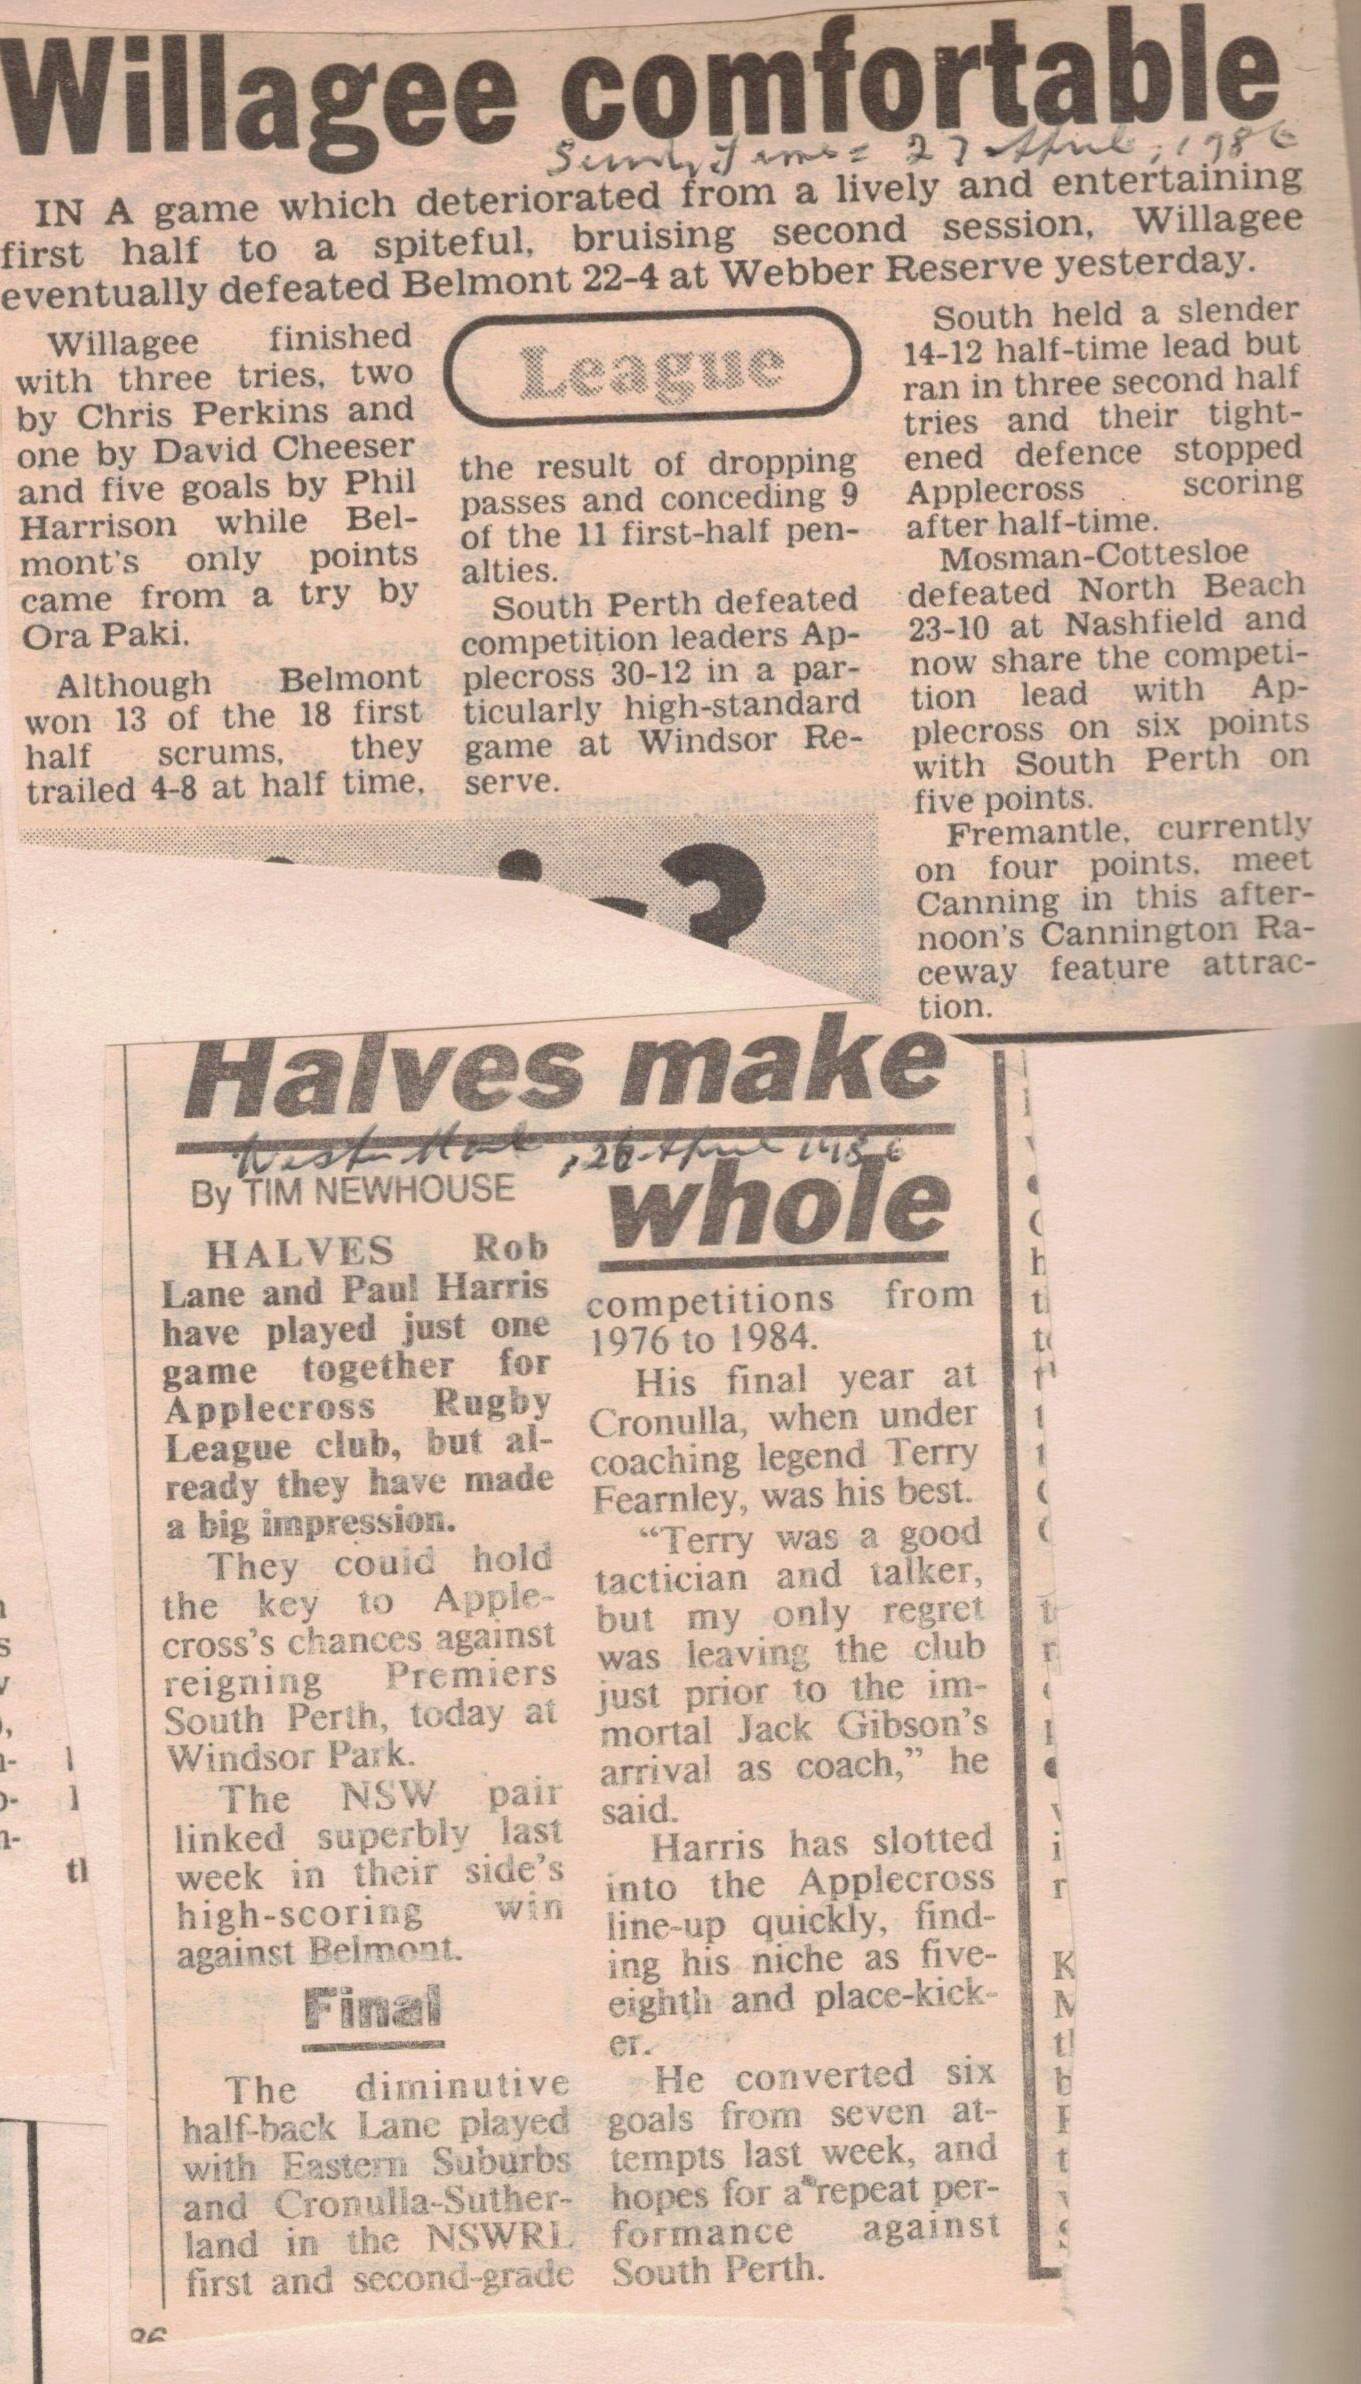 Willagee comfortable
Sunday Times 27 April, 1986
IN A game which deteriorated from a lively and entertaining
first half to a spiteful, bruising second session, Willagee
eventually defeated Belmont 22-4 at Webber Reserve yesterday.
Willagee finished
with three tries, two
by Chris Perkins and
one by David Cheeser
and five goals by Phil
Harrison while Bel-
mont's only points
came from a try by
Ora Paki.
Although Belmont
won 13 of the 18 first
half scrums, they
trailed 4-8 at half time,
League
the result of dropping
passes and conceding 9
of the 11 first-half pen-
alties.
South Perth defeated
competition leaders Ap-
plecross 30-12 in a par-
ticularly high-standard
game at Windsor Re-
serve.
South held a slender
14-12 half-time lead but
ran in three second half
tries and their tight-
ened defence stopped
Applecross scoring
after half-time.
Mosman-Cottesloe
defeated North Beach
23-10 at Nashfield and
now share the competi-
tion lead with Ap-
plecross on six points
with South Perth on
five points.
Fremantle, currently
on four points, meet
Canning in this after-
noon's Cannington Ra-
ceway feature attrac-
tion.
Halves make
whole
26 April 1986
By TIM NEWHOUSE
HALVES Rob
Lane and Paul Harris
have played just one
game together for
Applecross Rugby
League club, but al-
ready they have made
a big impression.
They could hold
the key to Apple-
cross's chances against
reigning Premiers
South Perth, today at
Windsor Park.
The NSW pair
linked superbly last
week in their side's
high-scoring win
against Belmont.
Final
The diminutive
half-back Lane played
with Eastern Suburbs
and Cronulla-Suther-
land in the NSWRL
first and second-grade
competitions from
1976 to 1984.
His final year at
Cronulla, when under
coaching legend Terry
Fearnley, was his best.
"Terry was a good
tactician and talker,
but my only regret
was leaving the club
just prior to the im-
mortal Jack Gibson's
arrival as coach," he
said.
Harris has slotted
into the Applecross
line-up quickly, find-
ing his niche as five-
eighth and place-kick-
er.
He converted six
goals from seven at-
tempts last week, and
hopes for a repeat per-
formance against
South Perth.